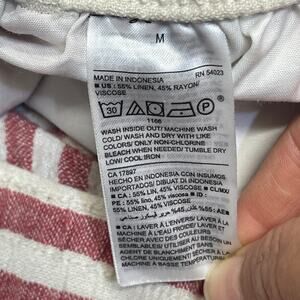 M
MADE IN INDONESIA RN 54023
■ US : 55% LINEN, 45% RAYON/
VISCOSE
30 P
1166
WASH INSIDE OUT/ MACHINE WASH
COLD/ WASH AND DRY WITH LIKE
COLORS/ ONLY NON-CHLORINE
BLEACH WHEN NEEDED/ TUMBLE DRY
LOW/ COOL IRON
CA 17897
HECHO EN INDONESIA CON INSUMOS
IMPORTADOS/ DIBUAT DI INDONESIA
■ CA : 55% LIN, 45% VISCOSE ■ CL/MX/
PE : 55% lino, 45% viscosa ■ ID :
55% LINEN, 45% VISCOSE
■ AE :
■ CA : LAVER À L'ENVERS/ LAVER À LA
MACHINE À L'EAU FROIDE/ LAVER ET
SÉCHER AVEC DES COULEURS
SEMBLABLES/ UTILISER AU BESOIN
UN AGENT DE BLANCHIMENT SANS
CHLORE UNIQUEMENT/ SÉCHER À LA
MACHINE À BASSE TEMPÉRATURE